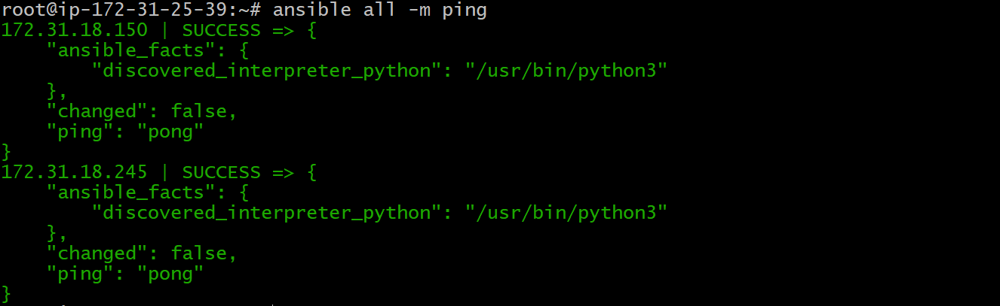 root@ip-172-31-25-39:~# ansible all -m ping
172.31.18.150 | SUCCESS => {
    "ansible_facts": {
        "discovered_interpreter_python": "/usr/bin/python3"
    },
    "changed": false,
    "ping": "pong"
}
172.31.18.245 | SUCCESS => {
    "ansible_facts": {
        "discovered_interpreter_python": "/usr/bin/python3"
    },
    "changed": false,
    "ping": "pong"
}